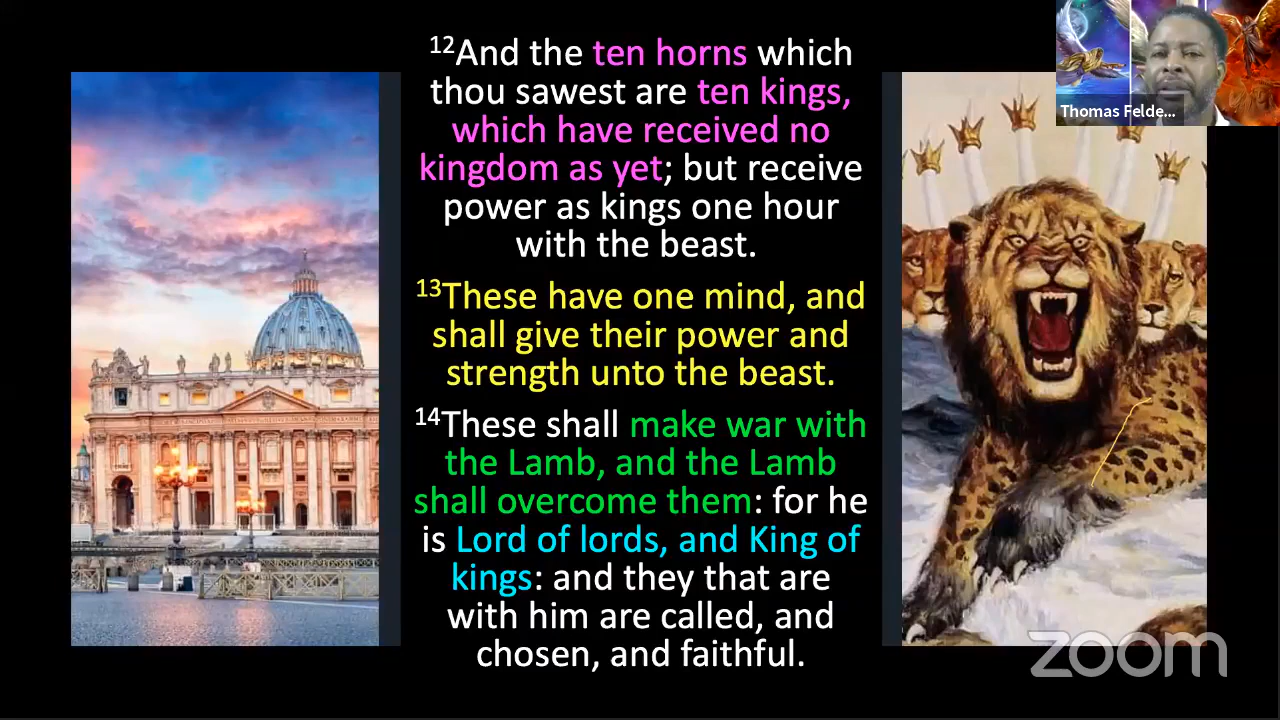 ¹²And the ten horns which
thou sawest are ten kings,
which have received no
kingdom as yet; but receive
power as kings one hour
with the beast.
¹³These have one mind, and
shall give their power and
strength unto the beast.
¹⁴These shall make war with
the Lamb, and the Lamb
shall overcome them: for he
is Lord of lords, and King of
kings: and they that are
with him are called, and
chosen, and faithful.
Thomas Felde...
zoom